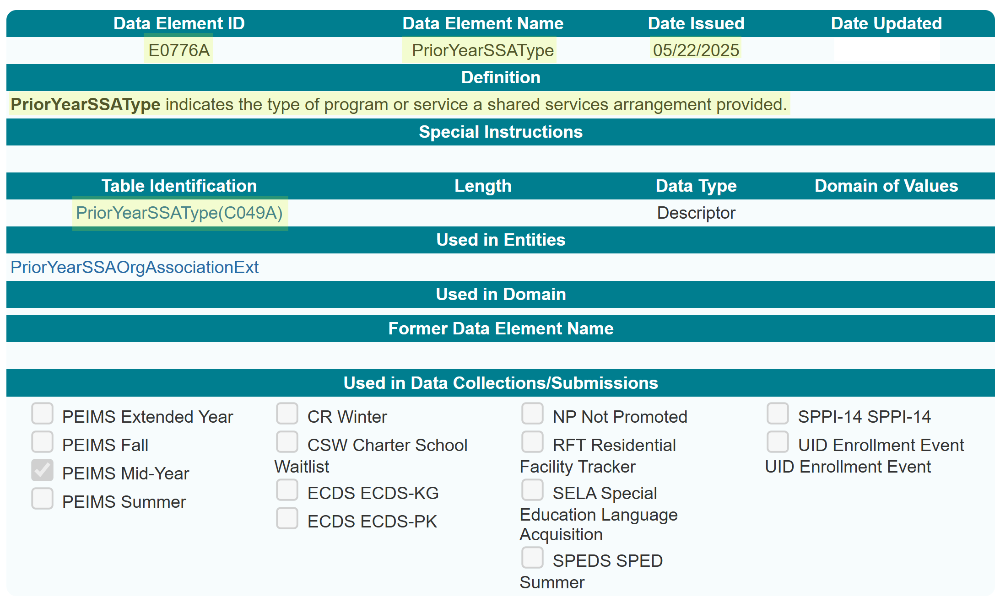 Data Element ID Data Element Name Date Issued Date Updated
E0776A PriorYearSSAType 05/22/2025
Definition
PriorYearSSAType indicates the type of program or service a shared services arrangement provided.
Special Instructions
Table Identification Length Data Type Domain of Values
PriorYearSSAType(C049A) Descriptor
Used in Entities
PriorYearSSAOrgAssociationExt
Used in Domain
Former Data Element Name
Used in Data Collections/Submissions
PEIMS Extended Year
PEIMS Fall
PEIMS Mid-Year
PEIMS Summer
CR Winter
CSW Charter School
Waitlist
ECDS ECDS-KG
ECDS ECDS-PK
NP Not Promoted
RFT Residential
Facility Tracker
SELA Special
Education Language
Acquisition
SPEDS SPED
Summer
SPPI-14 SPPI-14
UID Enrollment Event
UID Enrollment Event